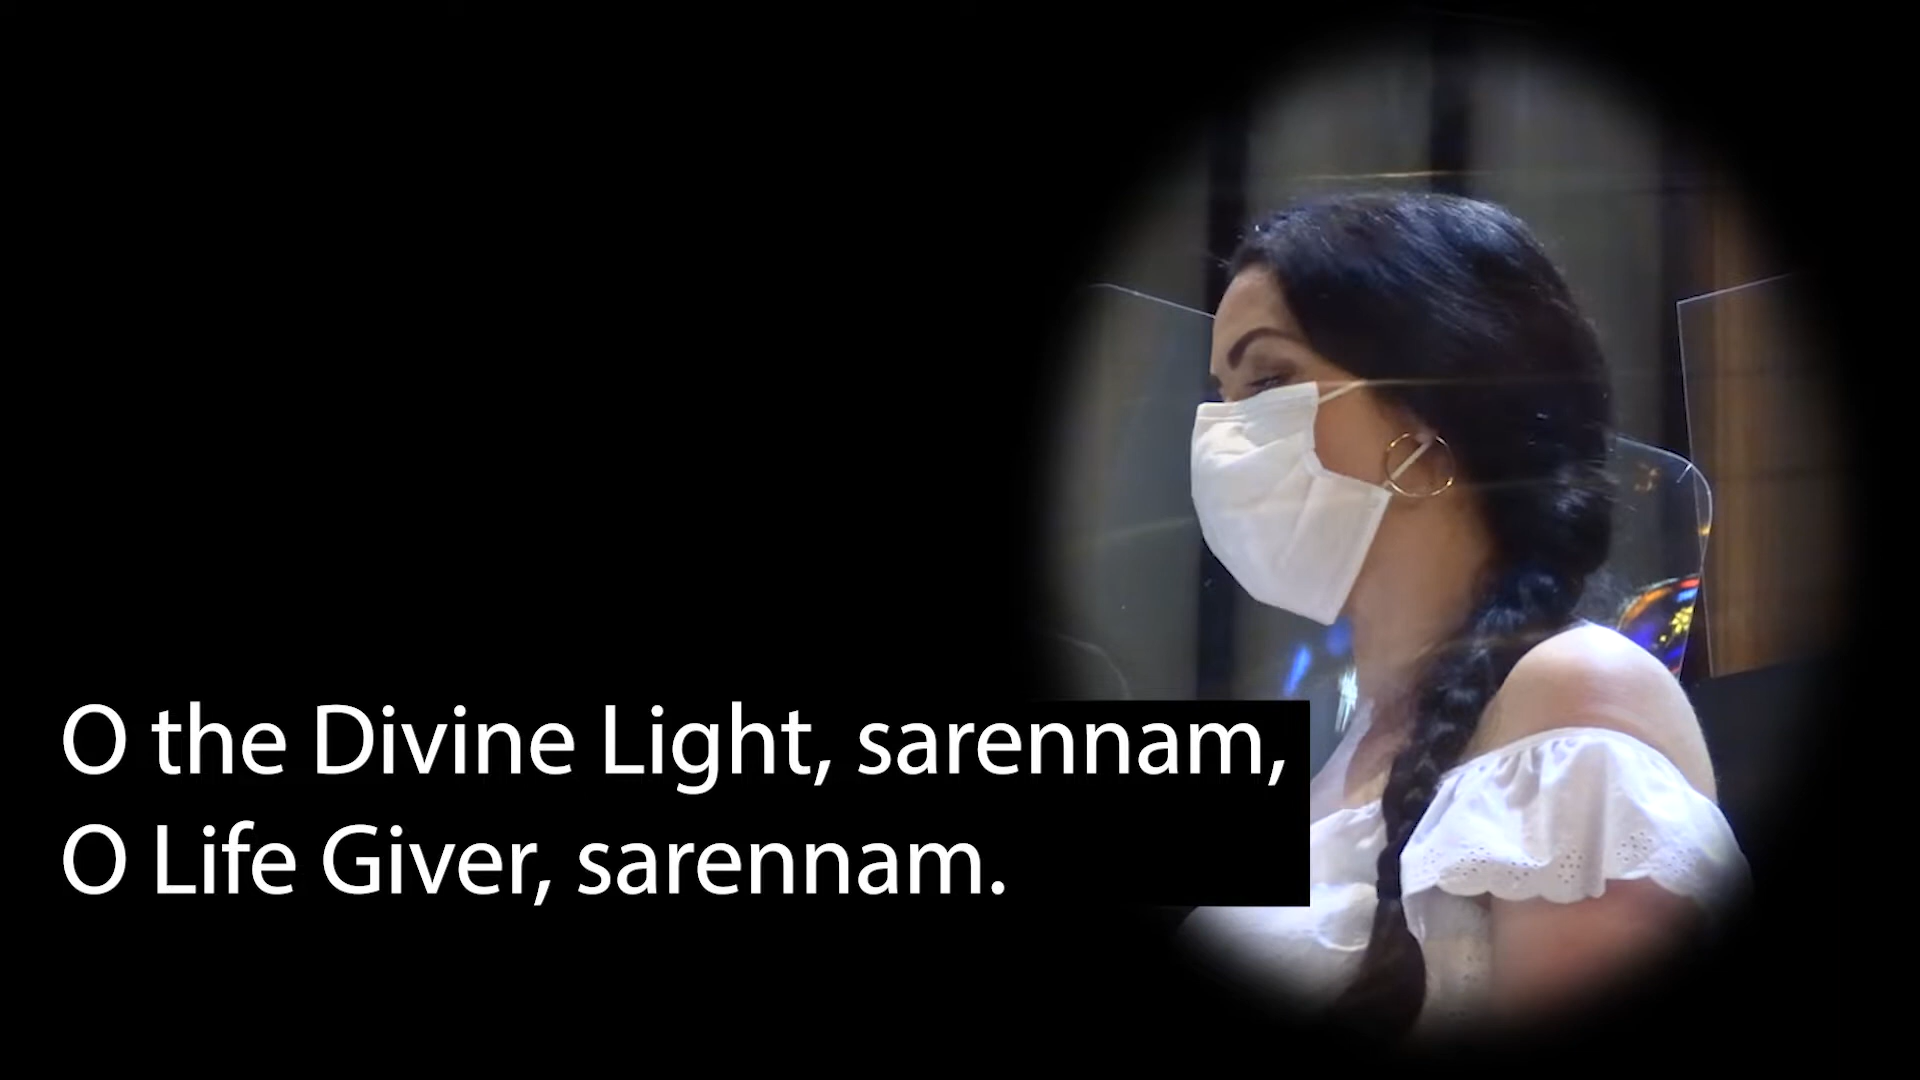 O the Divine Light, sarennam,
O Life Giver, sarennam.